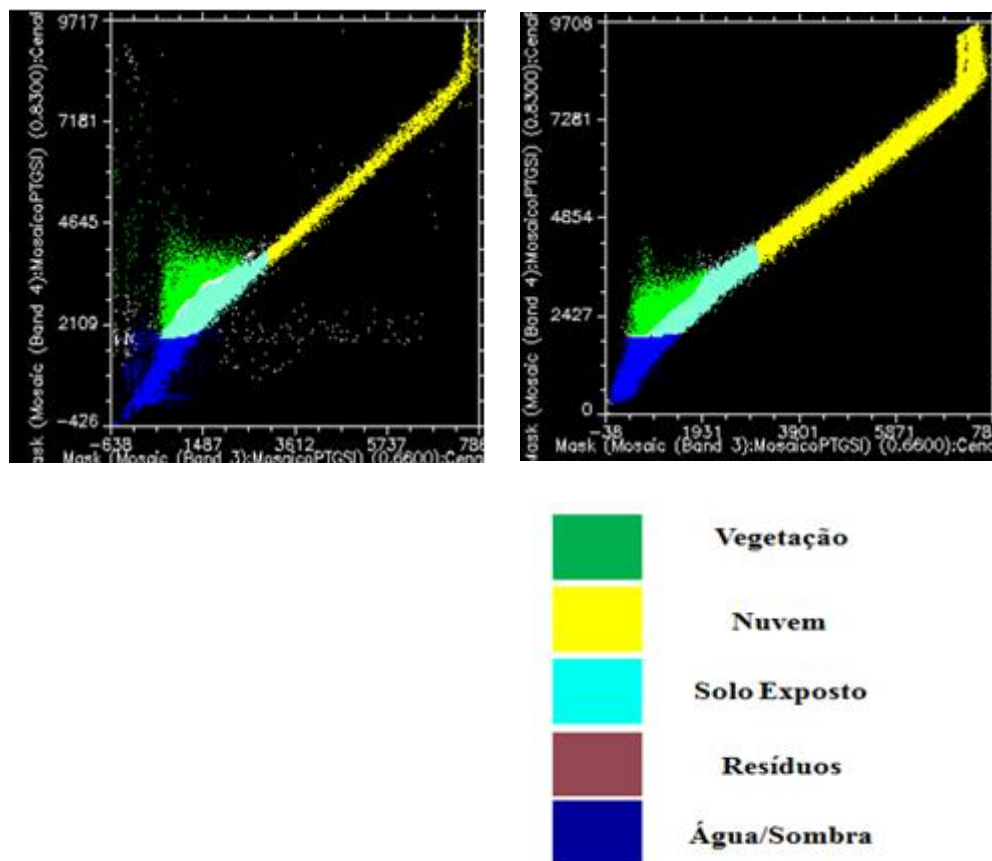 9717
7181
4645
2109
-426
-638 1487 3612 5737 786
Mask (Mosaic (Band 3):MosaicoPTGSI) (0.6600):Cena
Mask (Mosaic (Band 4):MosaicoPTGSI) (0.8300):Cena
9708
7281
4854
2427
0
-38 1931 3901 5871 78
Mask (Mosaic (Band 3):MosaicoPTGSI) (0.6600):Cena
Mask (Mosaic (Band 4):MosaicoPTGSI) (0.8300):Cena
Vegetação
Nuvem
Solo Exposto
Resíduos
Água/Sombra